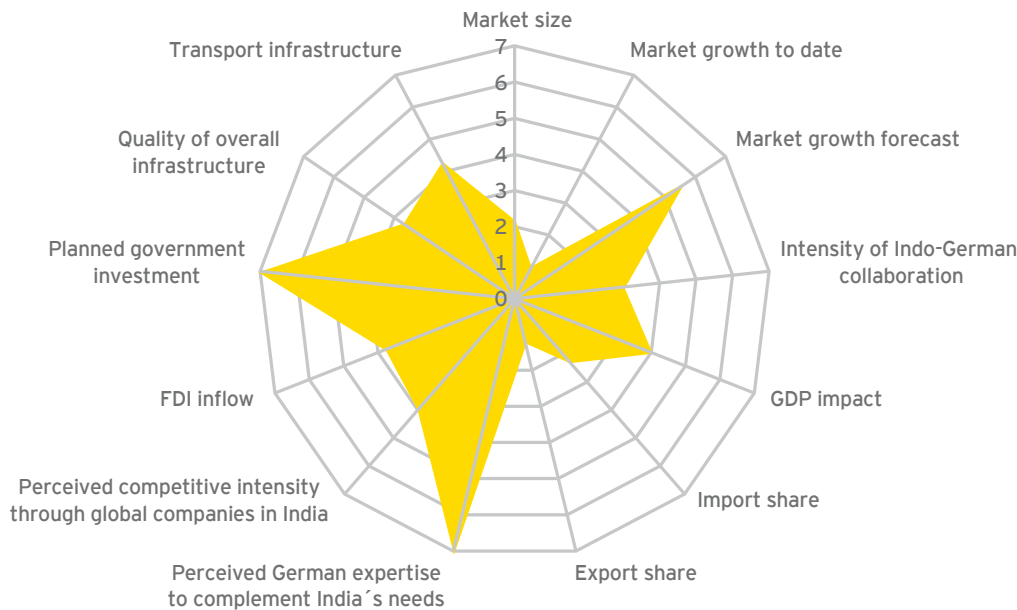 Market size
Market growth to date
Market growth forecast
Intensity of Indo-German
collaboration
GDP impact
Import share
Export share
Perceived German expertise
to complement India´s needs
Perceived competitive intensity
through global companies in India
FDI inflow
Planned government
investment
Quality of overall
infrastructure
Transport infrastructure
7
6
5
4
3
2
1
0